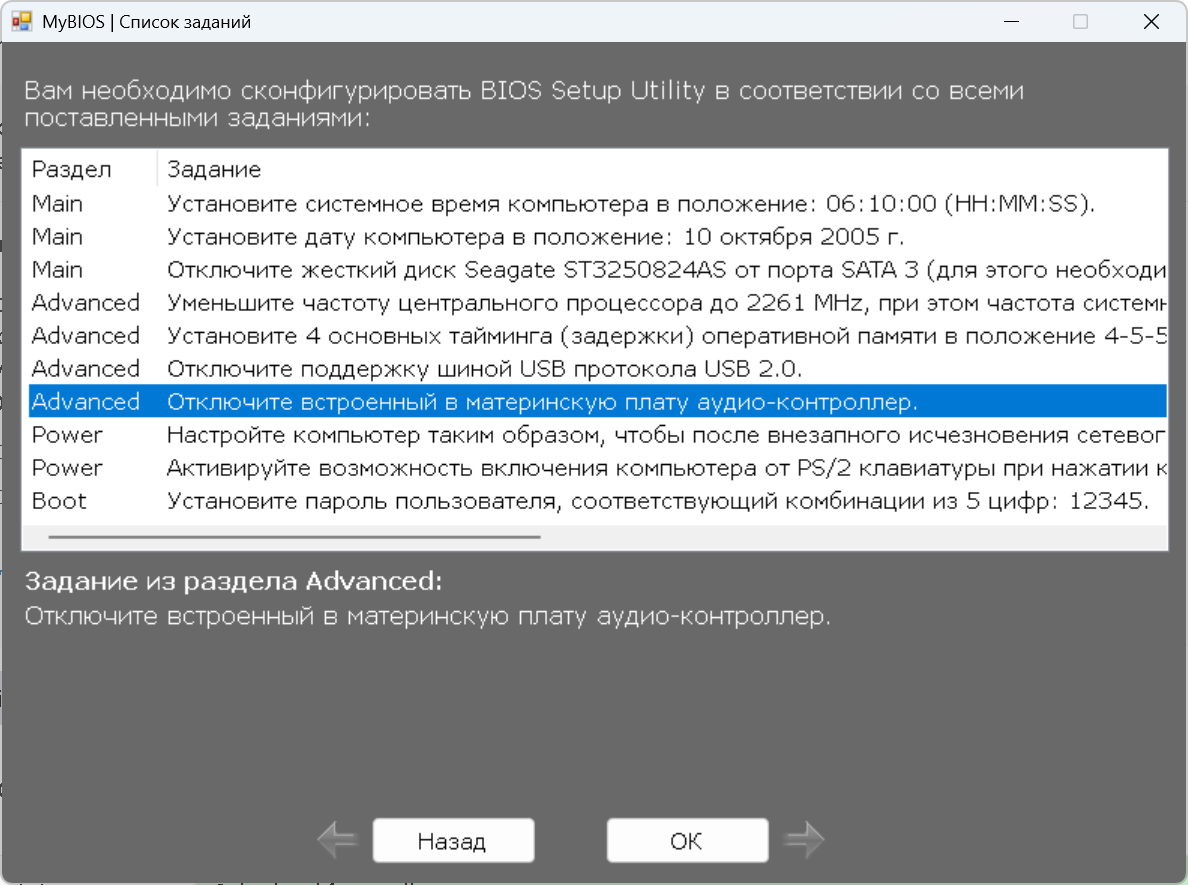 MyBIOS | Список заданий
Вам необходимо сконфигурировать BIOS Setup Utility в соответствии со всеми
поставленными заданиями:
Раздел Задание
Main Установите системное время компьютера в положение: 06:10:00 (HH:MM:SS).
Main Установите дату компьютера в положение: 10 октября 2005 г.
Main Отключите жесткий диск Seagate ST3250824AS от порта SATA 3 (для этого необходи
Advanced Уменьшите частоту центрального процессора до 2261 MHz, при этом частота систем
Advanced Установите 4 основных тайминга (задержки) оперативной памяти в положение 4-5-5
Advanced Отключите поддержку шиной USB протокола USB 2.0.
Advanced Отключите встроенный в материнскую плату аудио-контроллер.
Power Настройте компьютер таким образом, чтобы после внезапного исчезновения сетевог
Power Активируйте возможность включения компьютера от PS/2 клавиатуры при нажатии к
Boot Установите пароль пользователя, соответствующий комбинации из 5 цифр: 12345.
Задание из раздела Advanced:
Отключите встроенный в материнскую плату аудио-контроллер.
Назад ОК